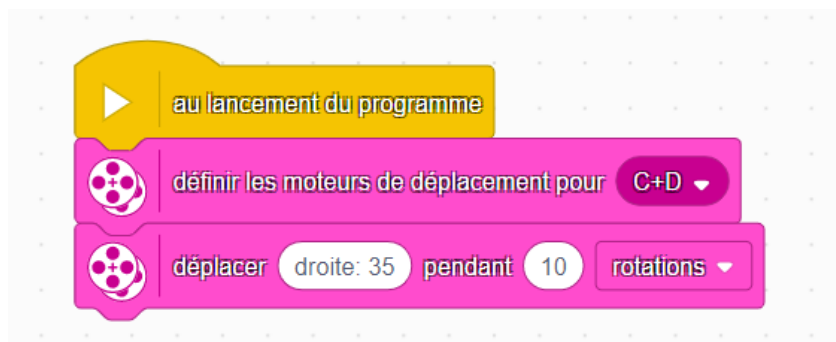 au lancement du programme
définir les moteurs de déplacement pour C+D
déplacer droite: 35 pendant 10 rotations